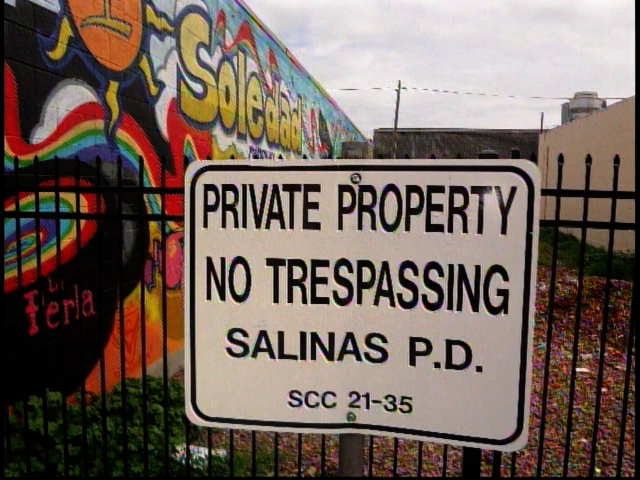 Soledad
La
Perla
PRIVATE PROPERTY
NO TRESPASSING
SALINAS P.D.
SCC 21-35